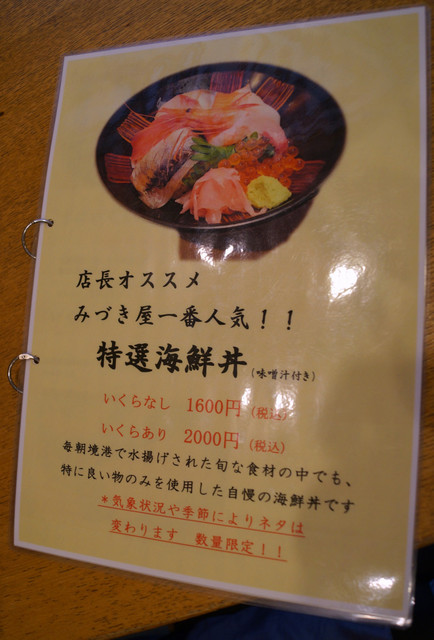 店長オススメ
みづき屋一番人気！！
特選海鮮丼（味噌汁付き）
いくらなし 1600円（税込）
いくらあり 2000円（税込）
毎朝境港で水揚げされた旬な食材の中でも、
特に良い物のみを使用した自慢の海鮮丼です
＊気象状況や季節によりネタは
変わります 数量限定！！